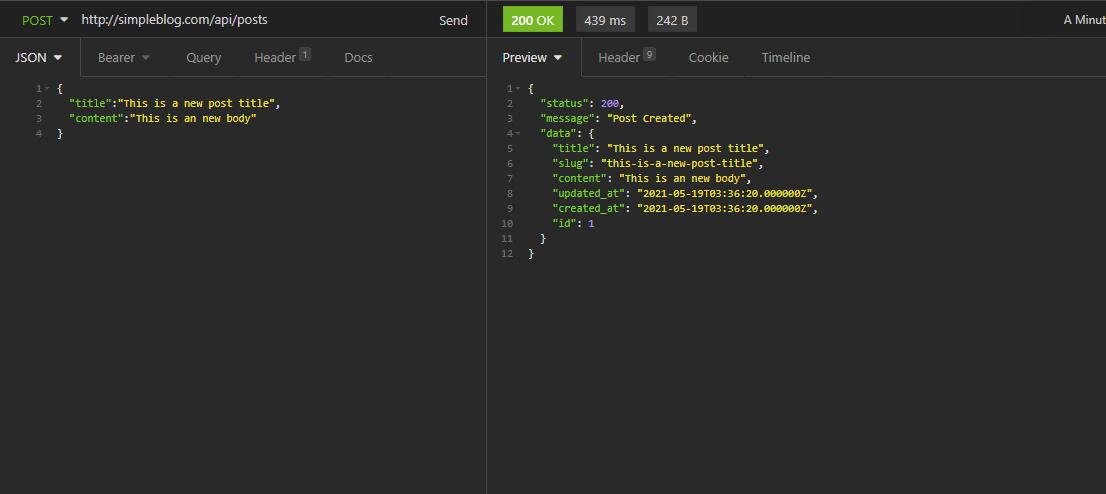 POST http://simpleblog.com/api/posts Send
JSON Bearer Query Header 1 Docs
1 {
2 "title":"This is a new post title",
3 "content":"This is an new body"
4 }
200 OK 439 ms 242 B A Minut
Preview Header 9 Cookie Timeline
1 {
2 "status": 200,
3 "message": "Post Created",
4 "data": {
5 "title": "This is a new post title",
6 "slug": "this-is-a-new-post-title",
7 "content": "This is an new body",
8 "updated_at": "2021-05-19T03:36:20.000000Z",
9 "created_at": "2021-05-19T03:36:20.000000Z",
10 "id": 1
11 }
12 }